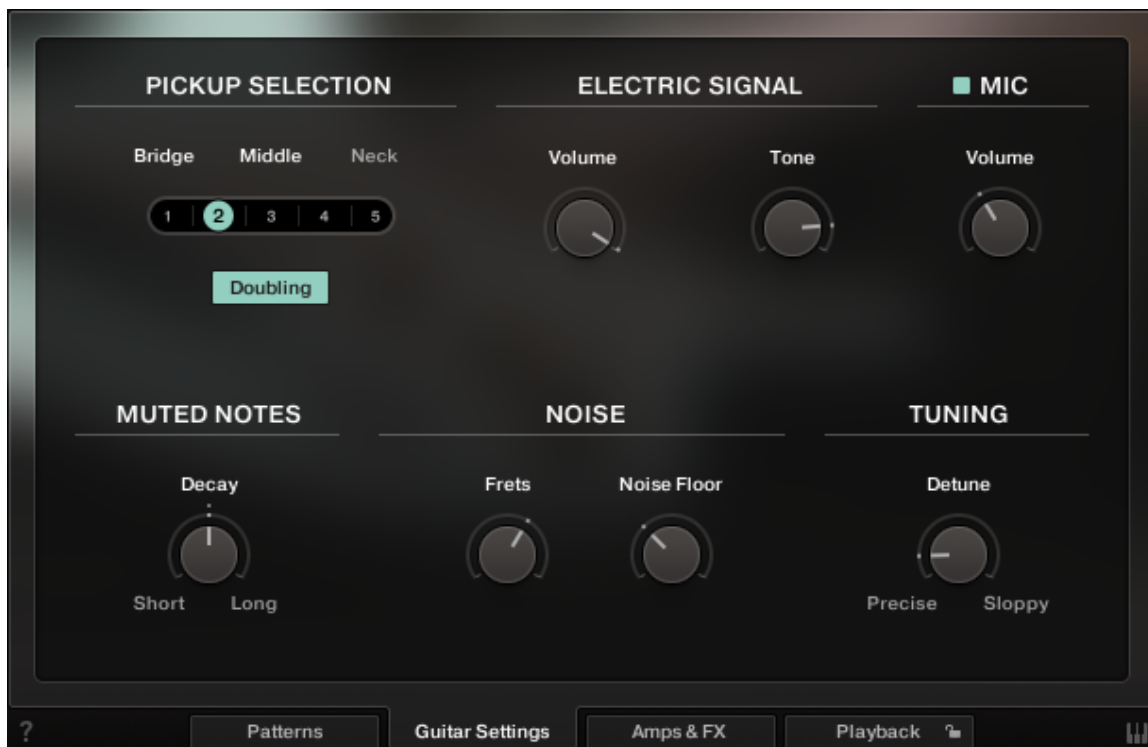 PICKUP SELECTION
ELECTRIC SIGNAL
MIC
Bridge Middle Neck
Volume
Tone
Volume
1 2 3 4 5
Doubling
MUTED NOTES
NOISE
TUNING
Decay
Frets
Noise Floor
Detune
Short Long
Precise Sloppy
?
Patterns
Guitar Settings
Amps & FX
Playback